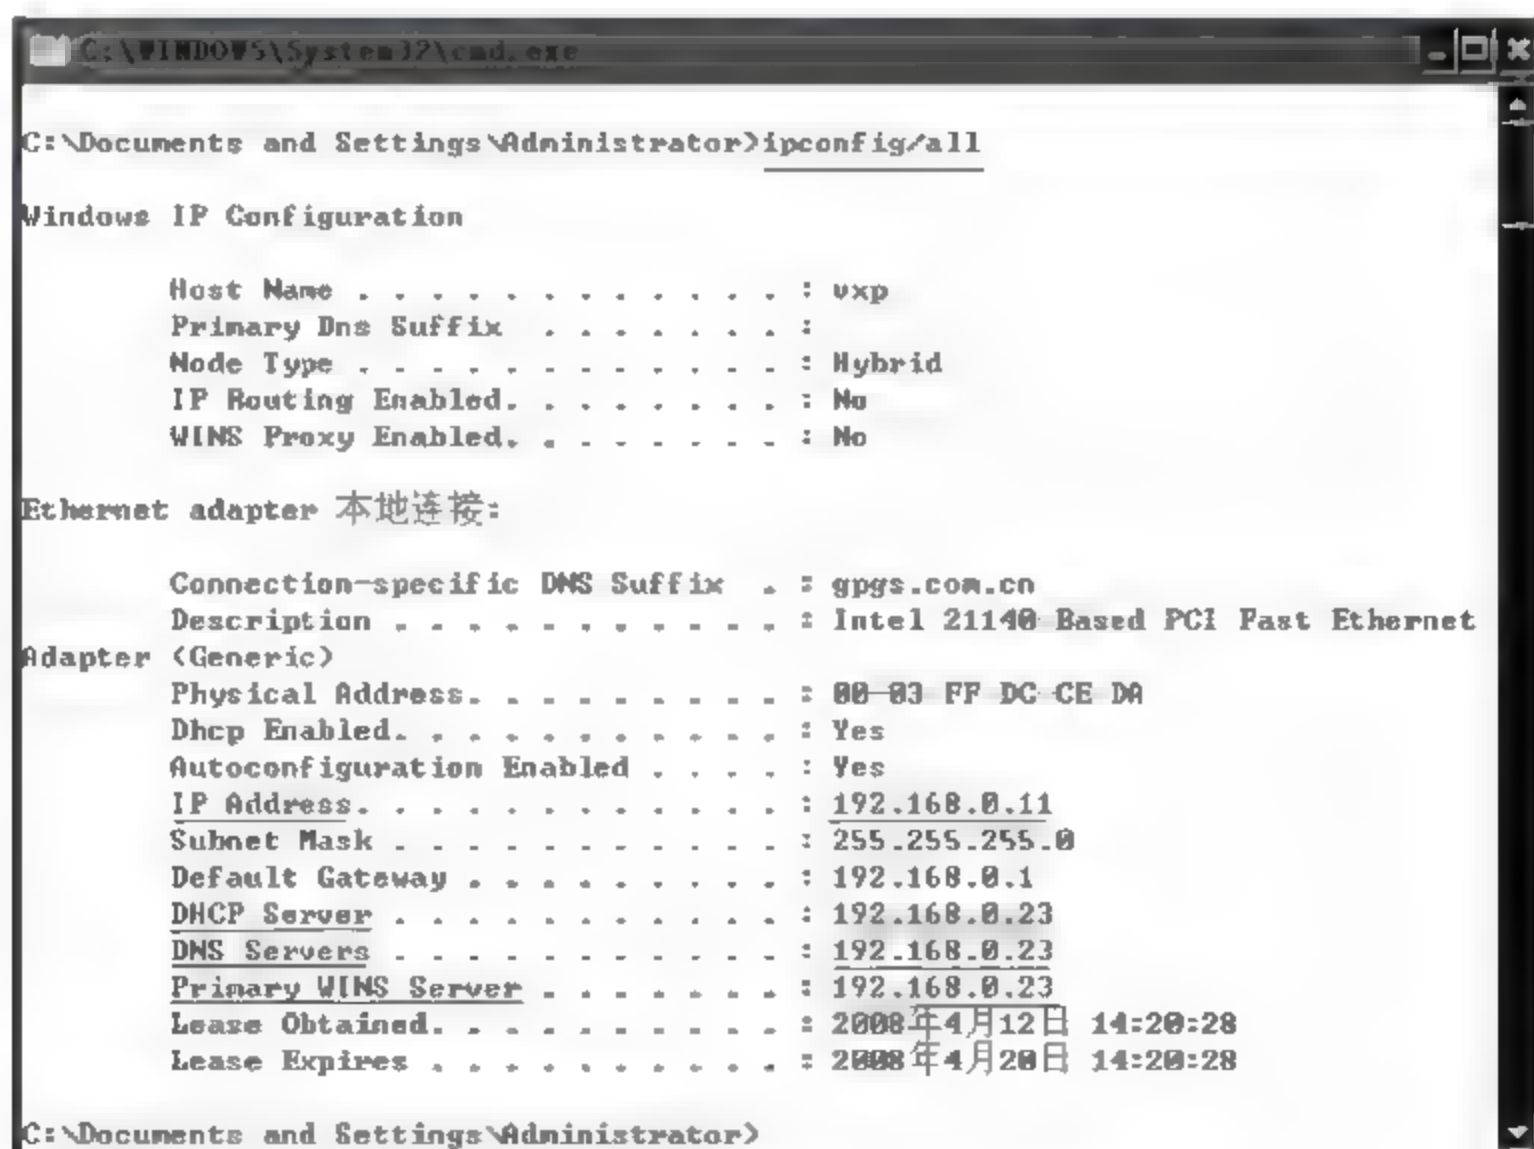 C:\WINDOWS\System32\cmd.exe
C:\Documents and Settings\Administrator>ipconfig/all
Windows IP Configuration
Host Name . . . . . . . . . . . . : vxp
Primary Dns Suffix . . . . . . . :
Node Type . . . . . . . . . . . . : Hybrid
IP Routing Enabled. . . . . . . . : No
WINS Proxy Enabled. . . . . . . . : No
Ethernet adapter 本地连接:
Connection-specific DNS Suffix . : gpgs.com.cn
Description . . . . . . . . . . . : Intel 21140-Based PCI Fast Ethernet
Adapter (Generic)
Physical Address. . . . . . . . . : 00-03-FF-DC-CE-DA
Dhcp Enabled. . . . . . . . . . . : Yes
Autoconfiguration Enabled . . . . : Yes
IP Address. . . . . . . . . . . . : 192.168.0.11
Subnet Mask . . . . . . . . . . . : 255.255.255.0
Default Gateway . . . . . . . . . : 192.168.0.1
DHCP Server . . . . . . . . . . . : 192.168.0.23
DNS Servers . . . . . . . . . . . : 192.168.0.23
Primary WINS Server . . . . . . . : 192.168.0.23
Lease Obtained. . . . . . . . . . : 2008年4月12日 14:20:28
Lease Expires . . . . . . . . . . : 2008年4月20日 14:20:28
C:\Documents and Settings\Administrator>